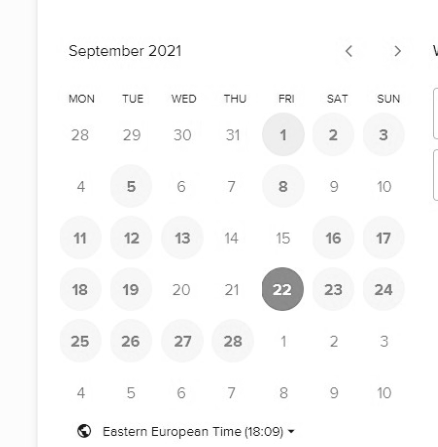 September 2021
MON TUE WED THU FRI SAT SUN
28 29 30 31 1 2 3
4 5 6 7 8 9 10
11 12 13 14 15 16 17
18 19 20 21 22 23 24
25 26 27 28 1 2 3
4 5 6 7 8 9 10
Eastern European Time (18:09)